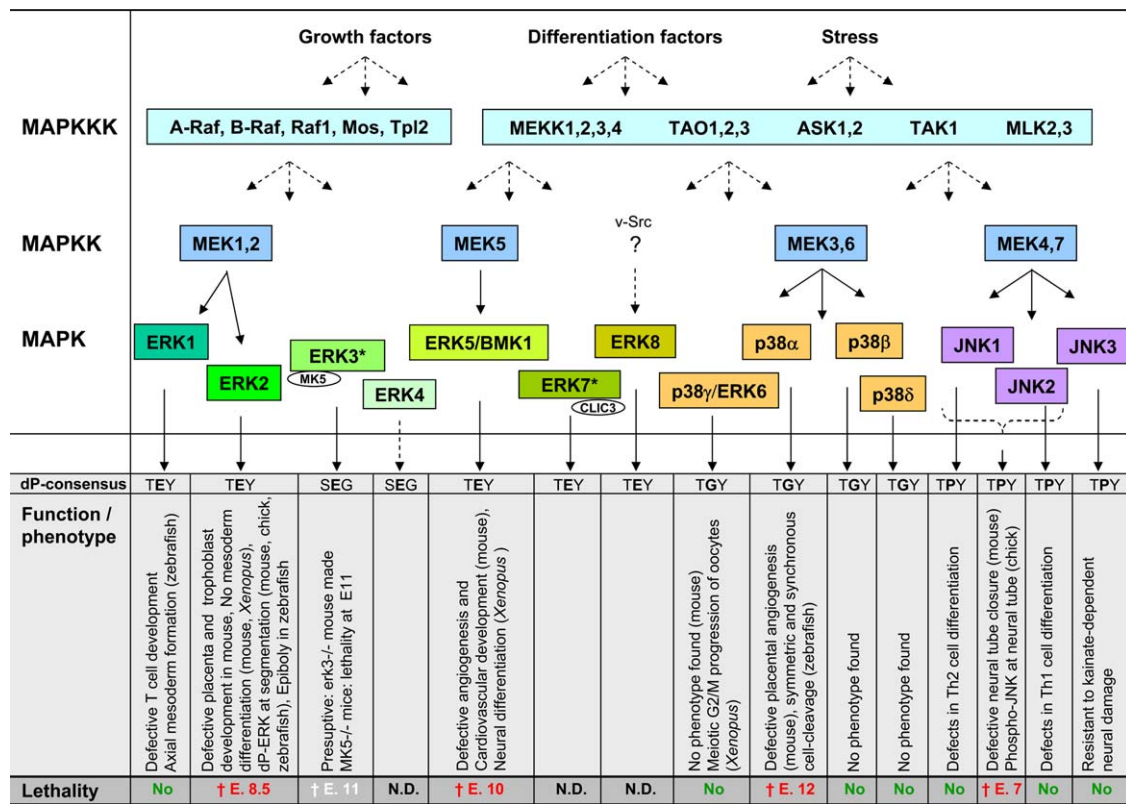 Growth factors
Differentiation factors
Stress
MAPKKK
A-Raf, B-Raf, Raf1, Mos, Tpl2
MEKK1,2,3,4 TAO1,2,3 ASK1,2 TAK1 MLK2,3
v-Src
MAPKK
MEK1,2
MEK5
?
MEK3,6
MEK4,7
MAPK
ERK1
ERK2
ERK3*
MK5
ERK4
ERK5/BMK1
ERK7*
CLIC3
ERK8
p38γ/ERK6
p38α
p38β
p38δ
JNK1
JNK2
JNK3
dP-consensus TEY TEY SEG SEG TEY TEY TEY TGY TGY TGY TGY TPY TPY TPY TPY
Function /
phenotype
Defective T cell development
Axial mesoderm formation (zebrafish)
Defective placenta and trophoblast
development in mouse, No mesoderm
differentiation (mouse, Xenopus),
dP-ERK at segmentation (mouse, chick,
zebrafish), Epiboly in zebrafish
Presuptive: erk3-/- mouse made
MK5-/- mice: lethality at E11
Defective angiogenesis and
Cardiovascular development (mouse),
Neural differentiation (Xenopus )
No phenotype found (mouse)
Meiotic G2/M progression of oocytes
(Xenopus)
Defective placental angiogenesis
(mouse), symmetric and synchronous
cell-cleavage (zebrafish)
No phenotype found
No phenotype found
Defects in Th2 cell differentiation
Defective neural tube closure (mouse)
Phospho-JNK at neural tube (chick)
Defects in Th1 cell differentiation
Resistant to kainate-dependent
neural damage
Lethality No † E. 8.5 † E. 11 N.D. † E. 10 N.D. N.D. No † E. 12 No No No † E. 7 No No